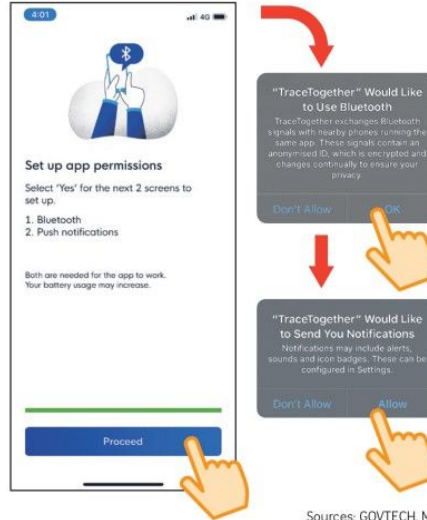 4:01
4G
Set up app permissions
Select 'Yes' for the next 2 screens to
set up.
1. Bluetooth
2. Push notifications
Both are needed for the app to work.
Your battery usage may increase.
Proceed
"TraceTogether" Would Like
to Use Bluetooth
TraceTogether exchanges Bluetooth
signals with nearby phones running the
same app. These signals contain an
anonymised ID, which is encrypted and
changes continually to ensure your
privacy.
Don't Allow OK
"TraceTogether" Would Like
to Send You Notifications
Notifications may include alerts,
sounds and icon badges. These can be
configured in Settings.
Don't Allow Allow
Sources: GOVTECH,